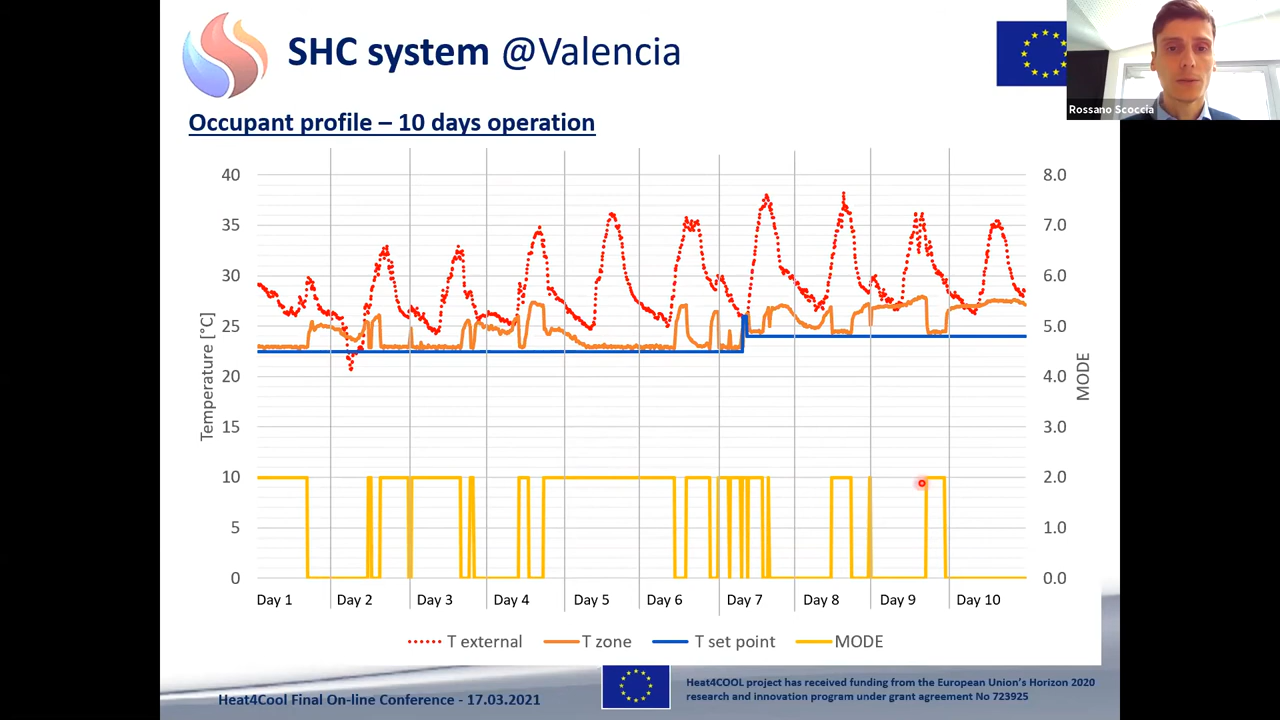 SHC system @Valencia
Rossano Scoccia
Occupant profile – 10 days operation
40
35
30
25
20
15
10
5
0
Temperature [°C]
8.0
7.0
6.0
5.0
4.0
3.0
2.0
1.0
0.0
MODE
Day 1 Day 2 Day 3 Day 4 Day 5 Day 6 Day 7 Day 8 Day 9 Day 10
T external T zone T set point MODE
Heat4Cool Final On-line Conference - 17.03.2021
Heat4COOL project has received funding from the European Union's Horizon 2020
research and innovation program under grant agreement No 723925